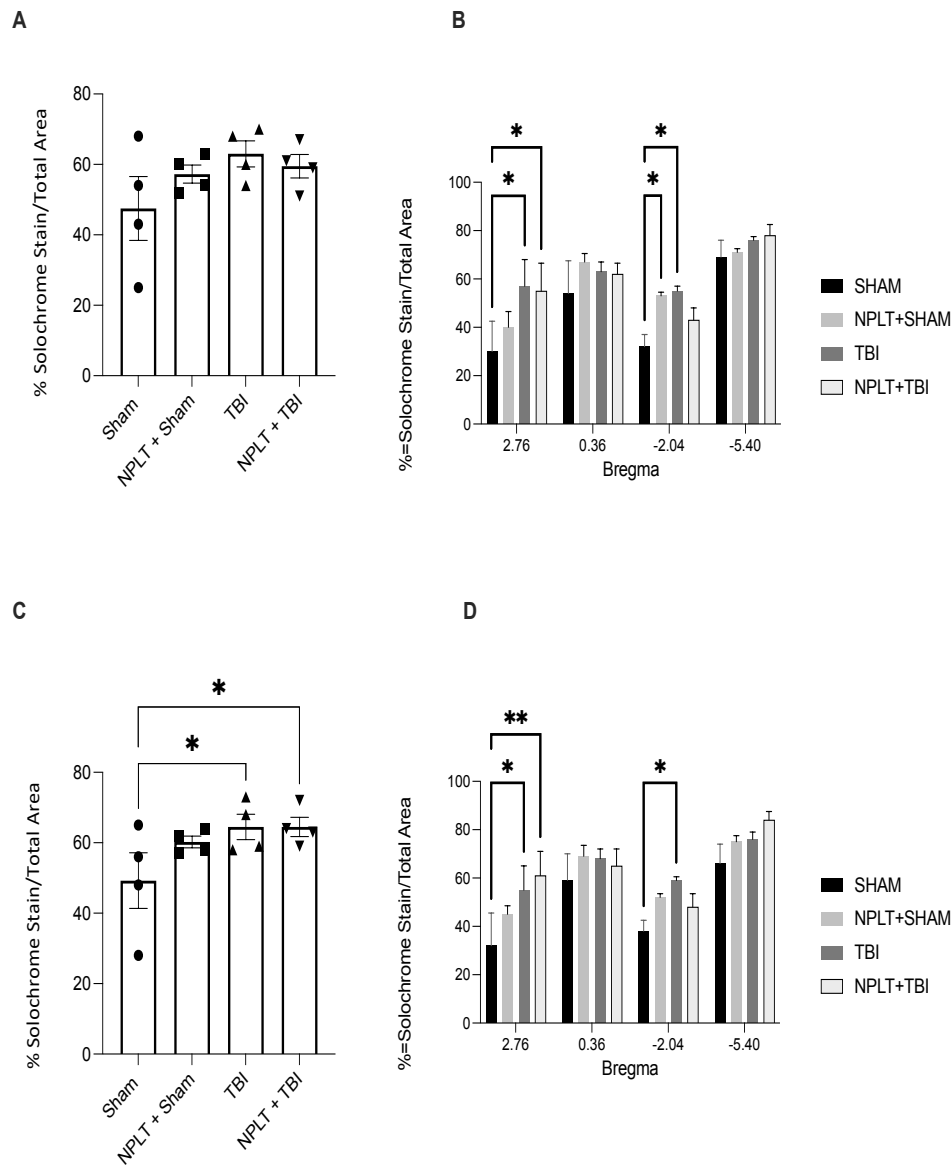 A
% Solochrome Stain/Total Area
80
60
40
20
0
Sham
NPLT + Sham
TBI
NPLT + TBI
B
%=Solochrome Stain/Total Area
100
80
60
40
20
0
*
*
*
*
2.76
0.36
-2.04
-5.40
Bregma
SHAM
NPLT+SHAM
TBI
NPLT+TBI
C
% Solochrome Stain/Total Area
80
60
40
20
0
*
*
Sham
NPLT + Sham
TBI
NPLT + TBI
D
%=Solochrome Stain/Total Area
100
80
60
40
20
0
**
*
*
2.76
0.36
-2.04
-5.40
Bregma
SHAM
NPLT+SHAM
TBI
NPLT+TBI